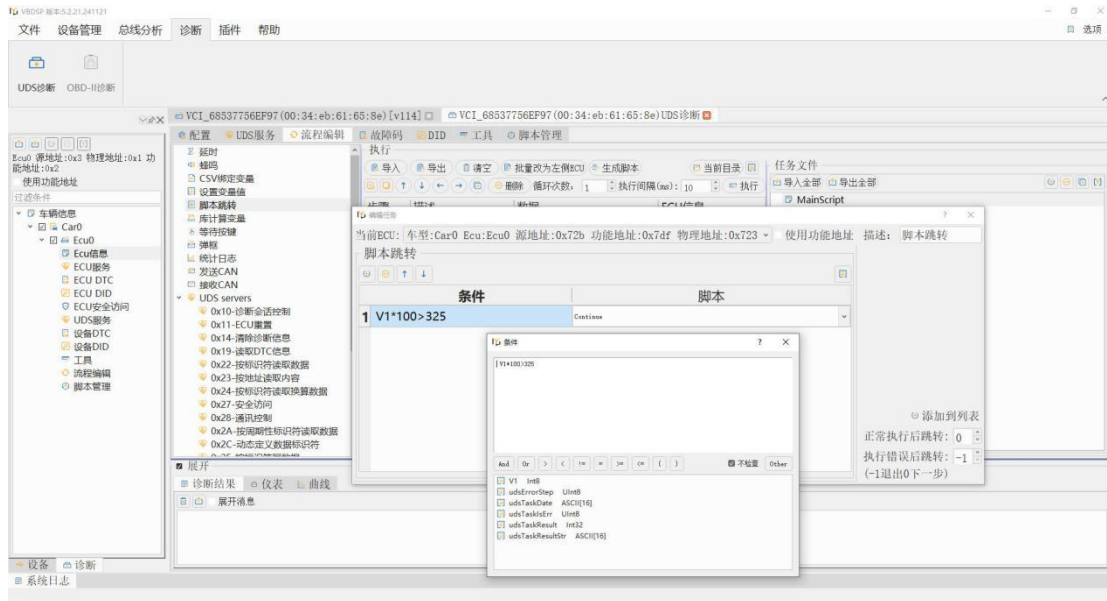 VBDSP 版本:5.2.21.241121
文件 设备管理 总线分析 诊断 插件 帮助 选项
UDS诊断 OBD-II诊断
VCI_68537756EF97(00:34:eb:61:65:8e)[v114] VCI_68537756EF97(00:34:eb:61:65:8e)UDS诊断
配置 UDS服务 流程编辑 故障码 DID 工具 脚本管理
Ecu0 源地址:0x3 物理地址:0x1 功能地址:0x2
使用功能地址
过滤条件
车辆信息
Car0
Ecu0
Ecu信息
ECU服务
ECU DTC
ECU DID
ECU安全访问
UDS服务
设备DTC
设备DID
工具
流程编辑
脚本管理
延时
蜂鸣
CSV绑定变量
设置变量值
脚本跳转
库计算变量
等待按键
弹框
统计日志
发送CAN
接收CAN
UDS servers
0x10-诊断会话控制
0x11-ECU重置
0x14-清除诊断信息
0x19-读取DTC信息
0x22-按标识符读取数据
0x23-按地址读取内容
0x24-按标识符读取换算数据
0x27-安全访问
0x28-通讯控制
0x2A-按周期性标识符读取数据
0x2C-动态定义数据标识符
执行
导入 导出 清空 批量改为左侧ECU 生成脚本 当前目录
删除 循环次数: 1 执行间隔(ms): 10 执行
任务文件
导入全部 导出全部
MainScript
编辑任务
当前ECU: 车型:Car0 Ecu:Ecu0 源地址:0x72b 功能地址:0x7df 物理地址:0x723 使用功能地址 描述: 脚本跳转
脚本跳转
条件 脚本
1 V1*100>325 Continue
条件
V1*100>325
And Or > < != = >= <= ( ) 不检查 Other
V1 Int8
udsErrorStep UInt8
udsTaskDate ASCII[16]
udsTaskIsErr UInt8
udsTaskResult Int32
udsTaskResultStr ASCII[16]
添加到列表
正常执行后跳转: 0
执行错误后跳转: -1
(-1退出0下一步)
展开
诊断结果 仪表 曲线
展开消息
设备 诊断
系统日志